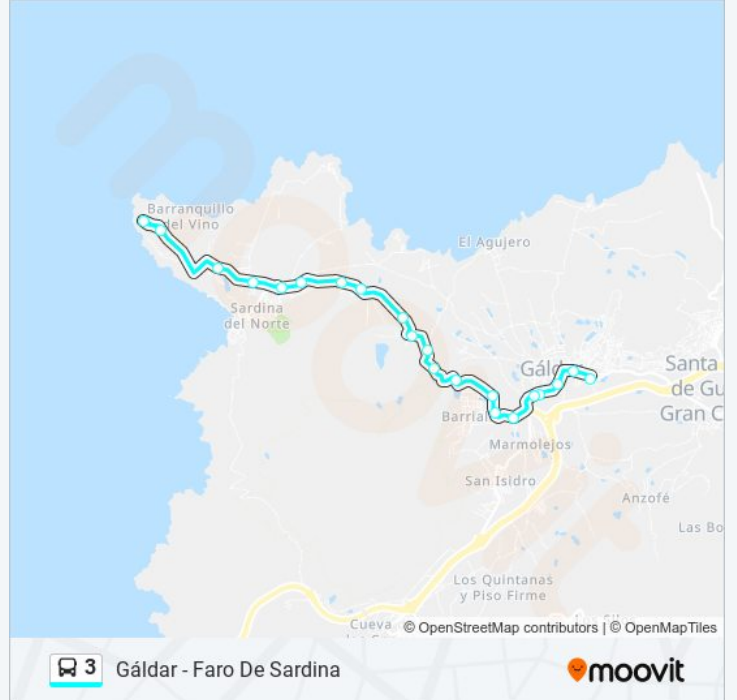 Barranquillo
del Vino
El Agujero
Sardina
del Norte
Gáld
Santa
de Gu
Gran C
Barrial
Marmolejos
San Isidro
Anzofé
Las Bo
Los Quintanas
y Piso Firme
Cueva
© OpenStreetMap contributors | © OpenMapTiles
3 Gáldar - Faro De Sardina
moovit